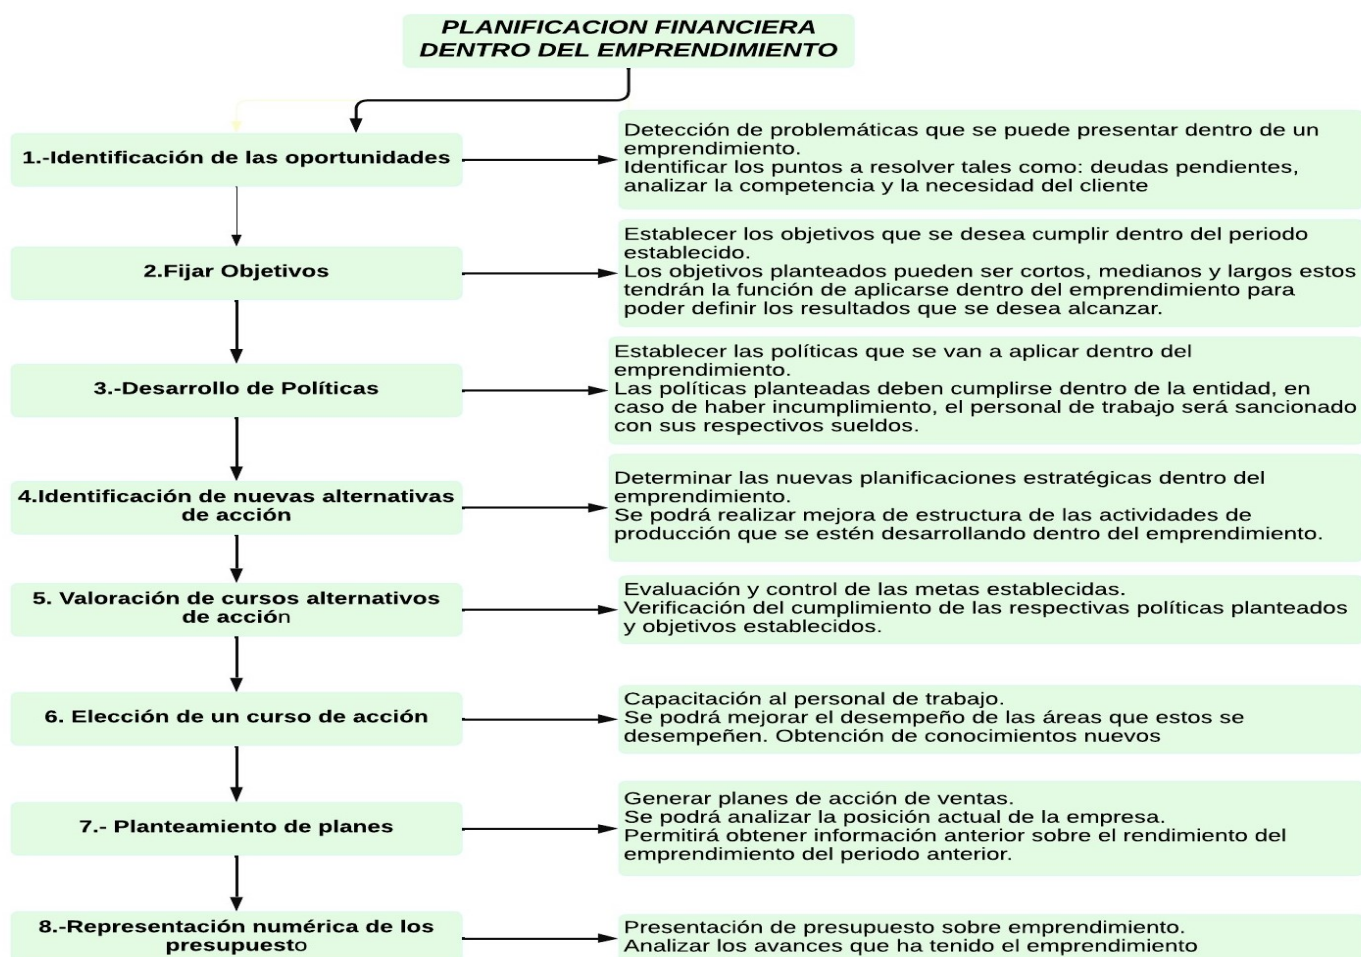 PLANIFICACION FINANCIERA
DENTRO DEL EMPRENDIMIENTO
1.-Identificación de las oportunidades
Detección de problemáticas que se puede presentar dentro de un
emprendimiento.
Identificar los puntos a resolver tales como: deudas pendientes,
analizar la competencia y la necesidad del cliente
2.Fijar Objetivos
Establecer los objetivos que se desea cumplir dentro del periodo
establecido.
Los objetivos planteados pueden ser cortos, medianos y largos estos
tendrán la función de aplicarse dentro del emprendimiento para
poder definir los resultados que se desea alcanzar.
3.-Desarrollo de Políticas
Establecer las políticas que se van a aplicar dentro del
emprendimiento.
Las políticas planteadas deben cumplirse dentro de la entidad, en
caso de haber incumplimiento, el personal de trabajo será sancionado
con sus respectivos sueldos.
4.Identificación de nuevas alternativas
de acción
Determinar las nuevas planificaciones estratégicas dentro del
emprendimiento.
Se podrá realizar mejora de estructura de las actividades de
producción que se estén desarrollando dentro del emprendimiento.
5. Valoración de cursos alternativos
de acción
Evaluación y control de las metas establecidas.
Verificación del cumplimiento de las respectivas políticas planteados
y objetivos establecidos.
6. Elección de un curso de acción
Capacitación al personal de trabajo.
Se podrá mejorar el desempeño de las áreas que estos se
desempeñen. Obtención de conocimientos nuevos
7.- Planteamiento de planes
Generar planes de acción de ventas.
Se podrá analizar la posición actual de la empresa.
Permitirá obtener información anterior sobre el rendimiento del
emprendimiento del periodo anterior.
8.-Representación numérica de los
presupuesto
Presentación de presupuesto sobre emprendimiento.
Analizar los avances que ha tenido el emprendimiento